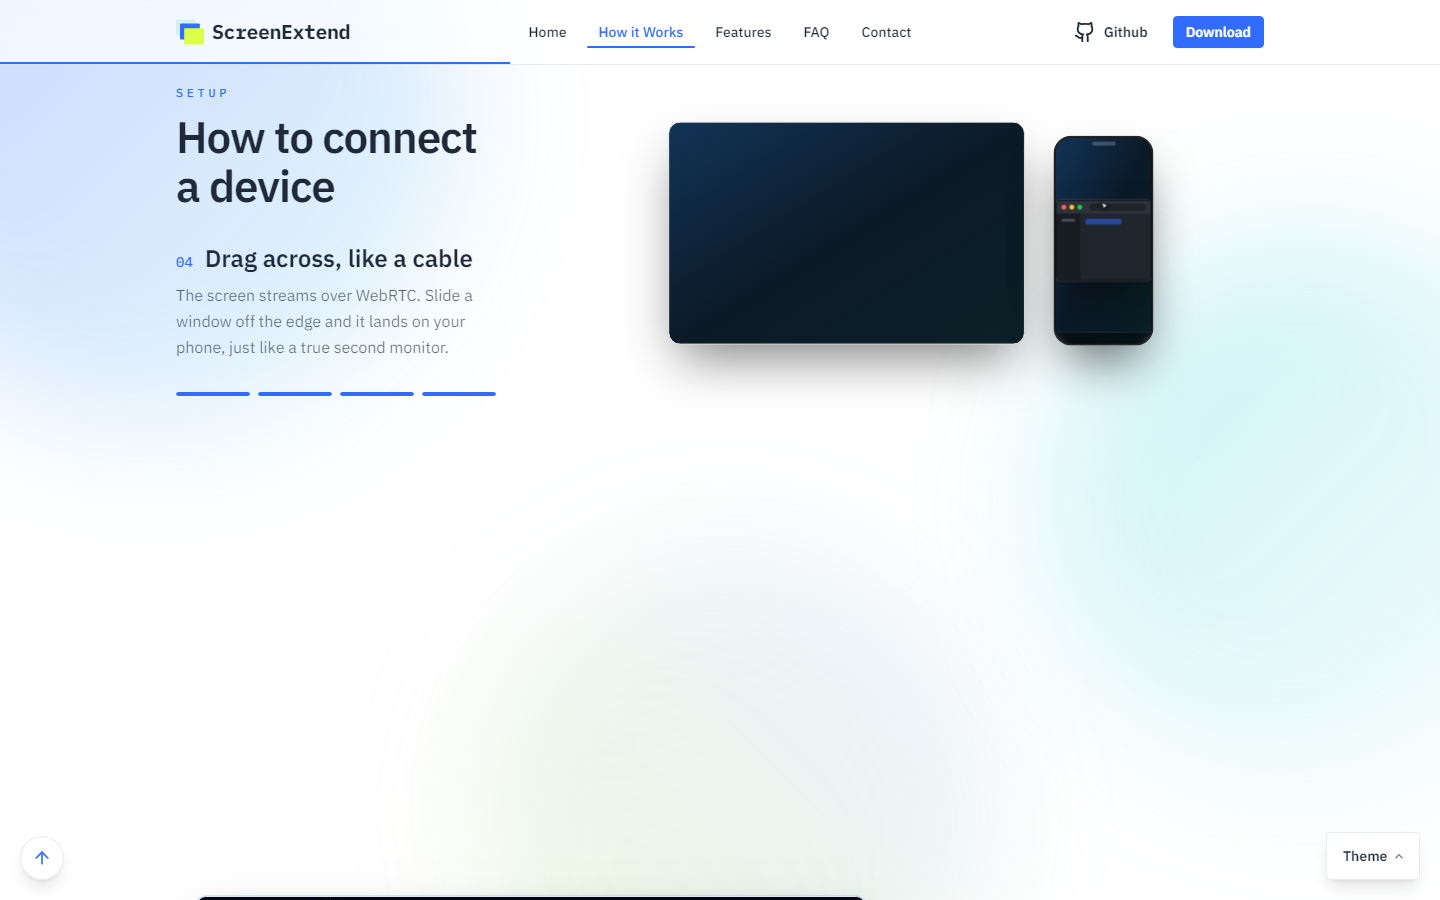 ScreenExtend
Home
How it Works
Features
FAQ
Contact
Github
Download
SETUP
How to connect
a device
04 Drag across, like a cable
The screen streams over WebRTC. Slide a
window off the edge and it lands on your
phone, just like a true second monitor.
Theme